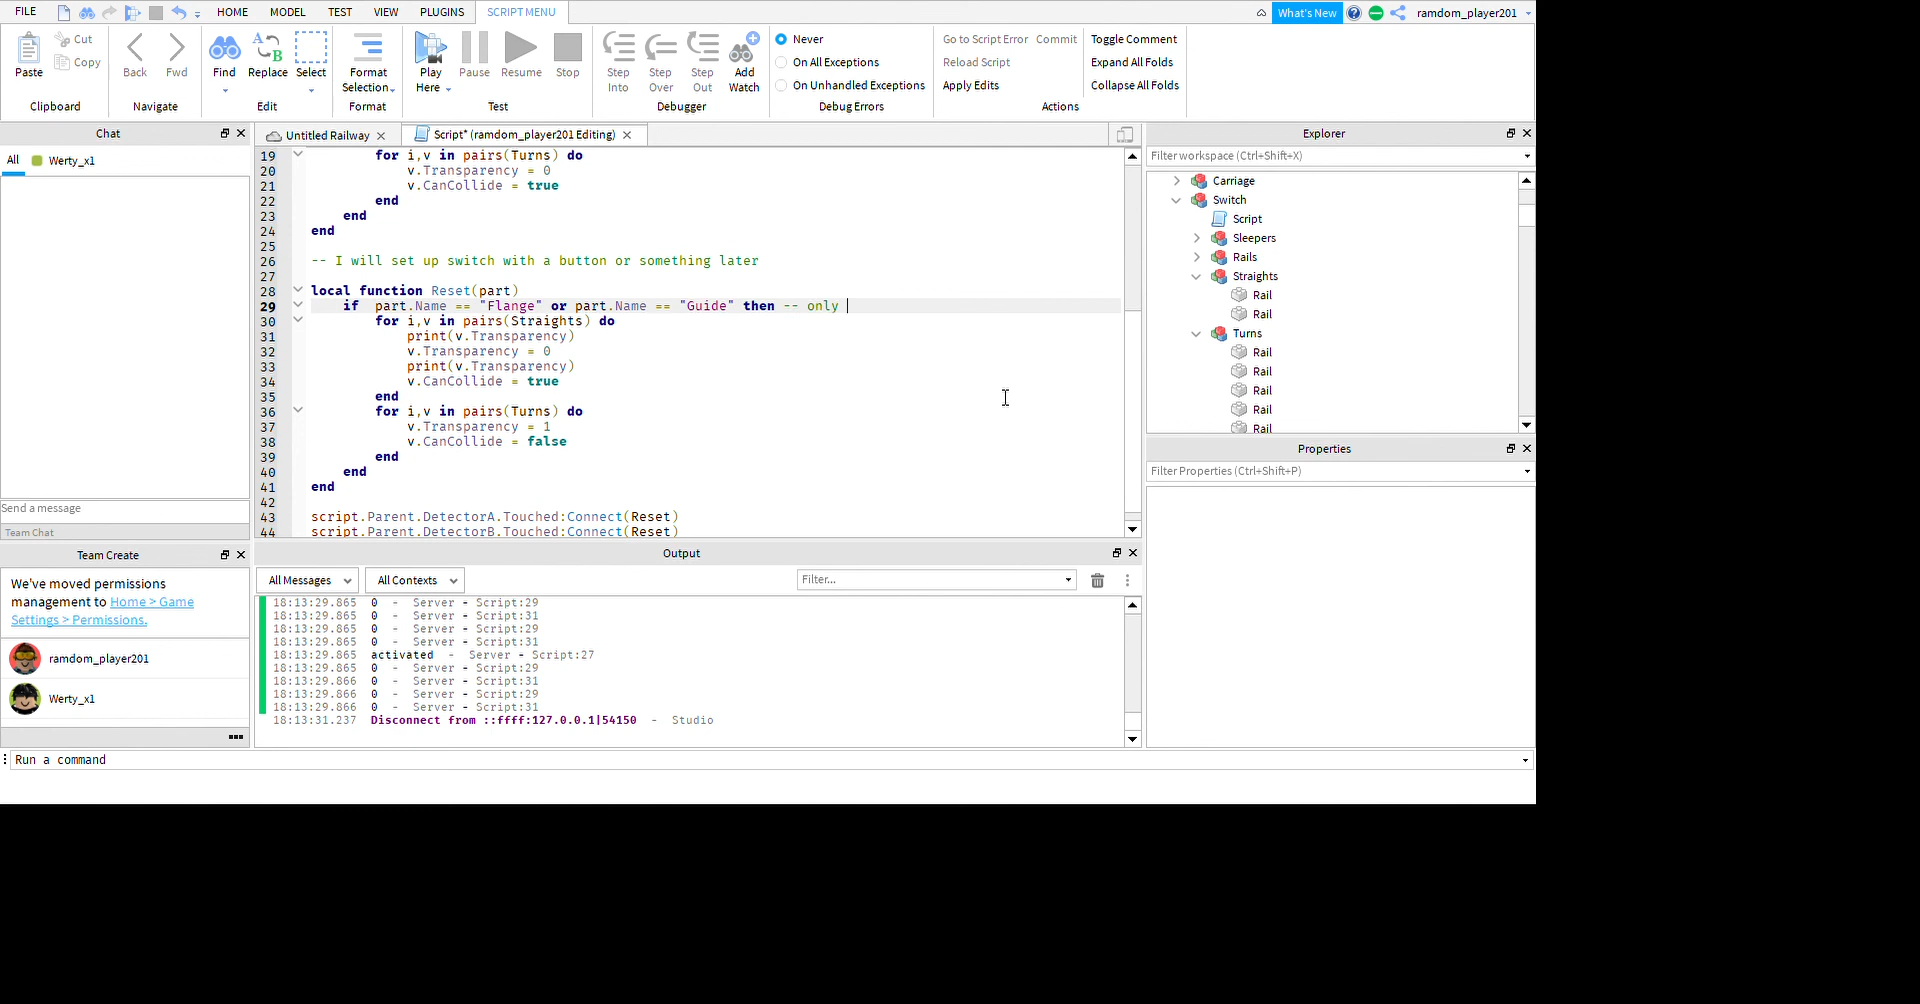 FILE HOME MODEL TEST VIEW PLUGINS SCRIPT MENU What's New ramdom_player201
Paste Cut Copy Clipboard
Back Fwd Navigate
Find Replace Select Edit
Format Selection Format
Play Here Pause Resume Stop Test
Step Into Step Over Step Out Add Watch Debugger
Never
On All Exceptions
On Unhandled Exceptions
Debug Errors
Go to Script Error Commit Toggle Comment
Reload Script Expand All Folds
Apply Edits Collapse All Folds
Actions
Chat
All Werty_x1
Send a message
Team Chat
Team Create
We've moved permissions
management to Home > Game
Settings > Permissions.
ramdom_player201
Werty_x1
Untitled Railway Script* (ramdom_player201 Editing)
19 for i,v in pairs(Turns) do
20 v.Transparency = 0
21 v.CanCollide = true
22 end
23 end
24 end
25
26 -- I will set up switch with a button or something later
27
28 local function Reset(part)
29 if part.Name == "Flange" or part.Name == "Guide" then -- only
30 for i,v in pairs(Straights) do
31 print(v.Transparency)
32 v.Transparency = 0
33 print(v.Transparency)
34 v.CanCollide = true
35 end
36 for i,v in pairs(Turns) do
37 v.Transparency = 1
38 v.CanCollide = false
39 end
40 end
41 end
42
43 script.Parent.DetectorA.Touched:Connect(Reset)
44 script.Parent.DetectorB.Touched:Connect(Reset)
Output
All Messages All Contexts Filter...
18:13:29.865 0 - Server - Script:29
18:13:29.865 0 - Server - Script:31
18:13:29.865 0 - Server - Script:29
18:13:29.865 0 - Server - Script:31
18:13:29.865 activated - Server - Script:27
18:13:29.865 0 - Server - Script:29
18:13:29.866 0 - Server - Script:31
18:13:29.866 0 - Server - Script:29
18:13:29.866 0 - Server - Script:31
18:13:31.237 Disconnect from ::ffff:127.0.0.1|54150 - Studio
Explorer
Filter workspace (Ctrl+Shift+X)
Carriage
Switch
Script
Sleepers
Rails
Straights
Rail
Rail
Turns
Rail
Rail
Rail
Rail
Rail
Properties
Filter Properties (Ctrl+Shift+P)
Run a command